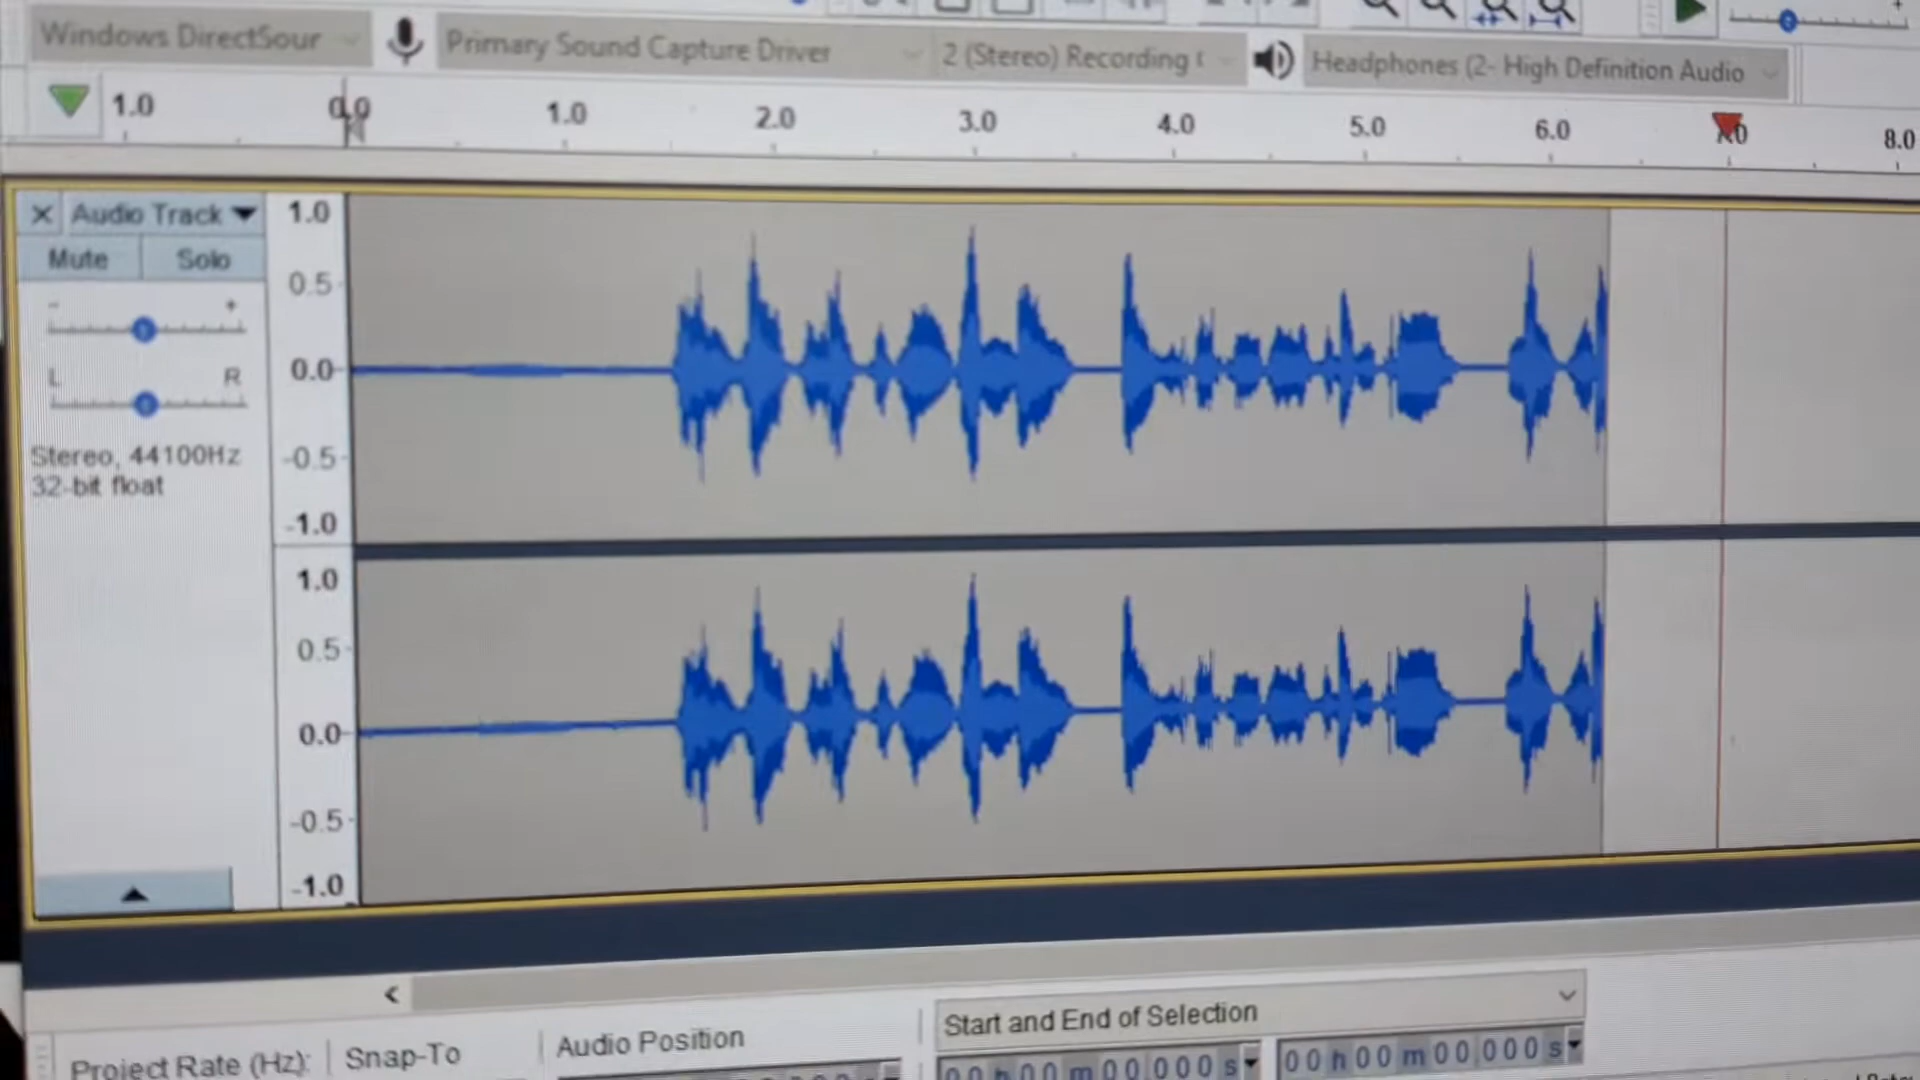 Windows DirectSour
Primary Sound Capture Driver
2 (Stereo) Recording
Headphones (2- High Definition Audio
1.0 0.0 1.0 2.0 3.0 4.0 5.0 6.0 8.0
Audio Track
Mute Solo
- +
L R
Stereo, 44100Hz
32-bit float
1.0
0.5
0.0
-0.5
-1.0
1.0
0.5
0.0
-0.5
-1.0
Project Rate (Hz):
Snap-To
Audio Position
Start and End of Selection
00 h 00 m 00.000 s
00 h 00 m 00.000 s